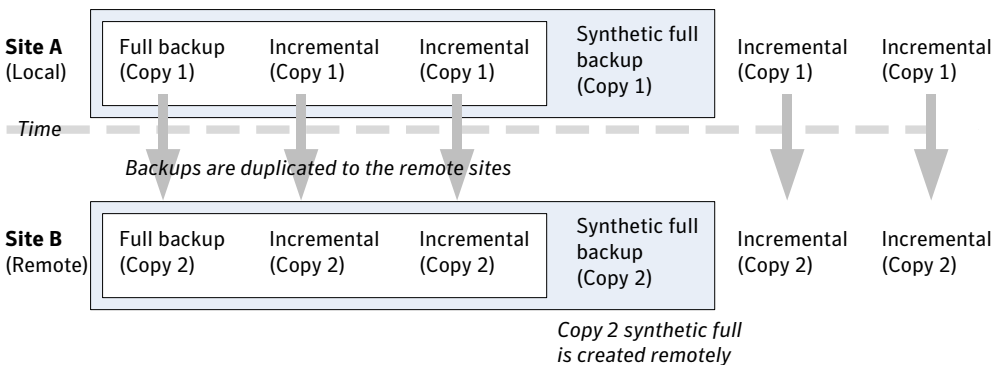 Site A
(Local)
Full backup
(Copy 1)
Incremental
(Copy 1)
Incremental
(Copy 1)
Synthetic full
backup
(Copy 1)
Incremental
(Copy 1)
Incremental
(Copy 1)
Time
Backups are duplicated to the remote sites
Site B
(Remote)
Full backup
(Copy 2)
Incremental
(Copy 2)
Incremental
(Copy 2)
Synthetic full
backup
(Copy 2)
Incremental
(Copy 2)
Incremental
(Copy 2)
Copy 2 synthetic full
is created remotely